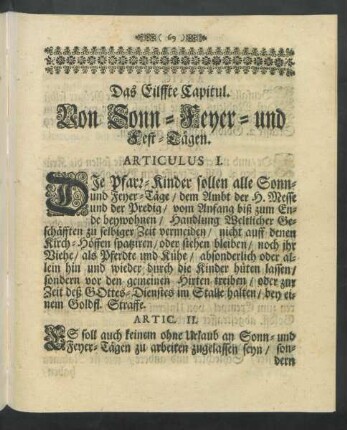 ( 69 )
Das Eilffte Capitul.
Von Sonn- Feyer- und
Fest-Tägen.
ARTICULUS I.
DIe Pfarr-Kinder sollen alle Sonn-
und Feyer-Täge / dem Ambt der H. Messe
und der Predig / vom Anfang biß zum En-
de beywohnen / Handlung Weltlicher Ge-
schäfften zu selbiger Zeit vermeiden / nicht auff denen
Kirch-Höffen spatziren / oder stehen bleiben / noch ihr
Viehe / als Pferdte und Kühe / absonderlich oder al-
lein hin und wieder durch die Kinder hüten lassen /
sondern vor den gemeinen Hirten treiben / oder zur
Zeit deß GOttes-Dienstes im Stalle halten / bey ei-
nem Goldfl. Straffe.
ARTIC. II.
ES soll auch keinem ohne Urlaub an Sonn- und
Feyer-Tägen zu arbeiten zugelassen seyn / son-
dern